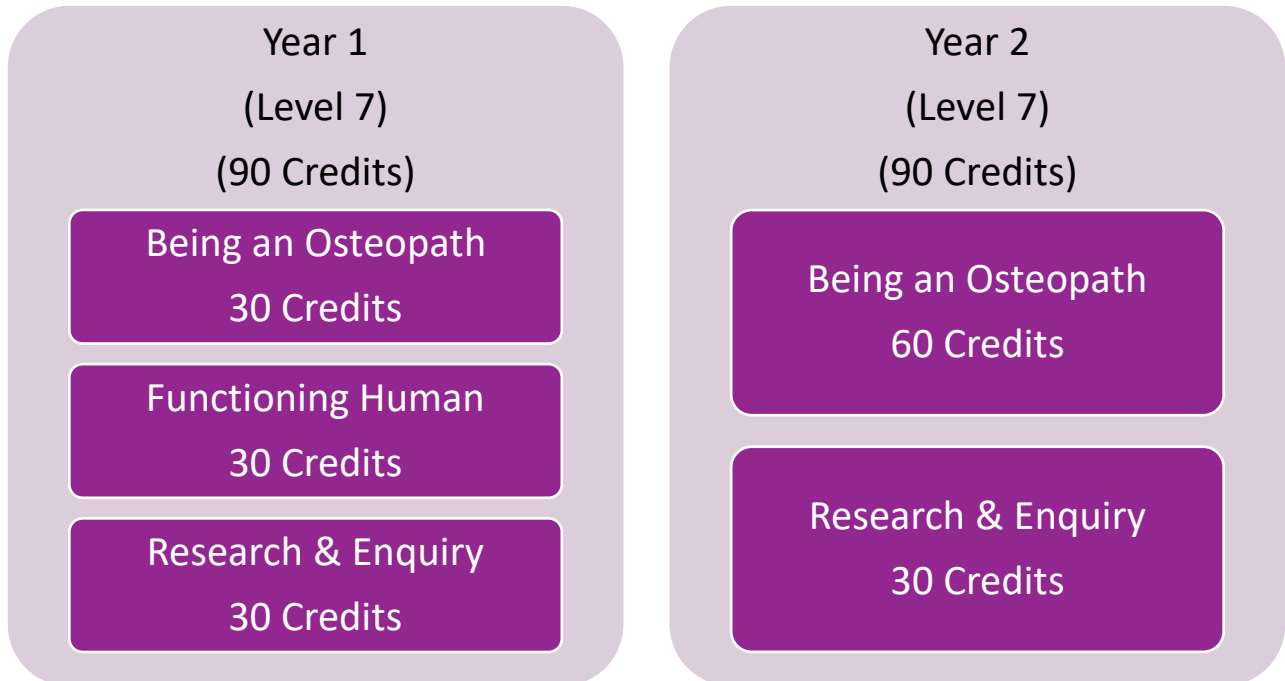 Year 1
(Level 7)
(90 Credits)
Being an Osteopath
30 Credits
Functioning Human
30 Credits
Research & Enquiry
30 Credits
Year 2
(Level 7)
(90 Credits)
Being an Osteopath
60 Credits
Research & Enquiry
30 Credits